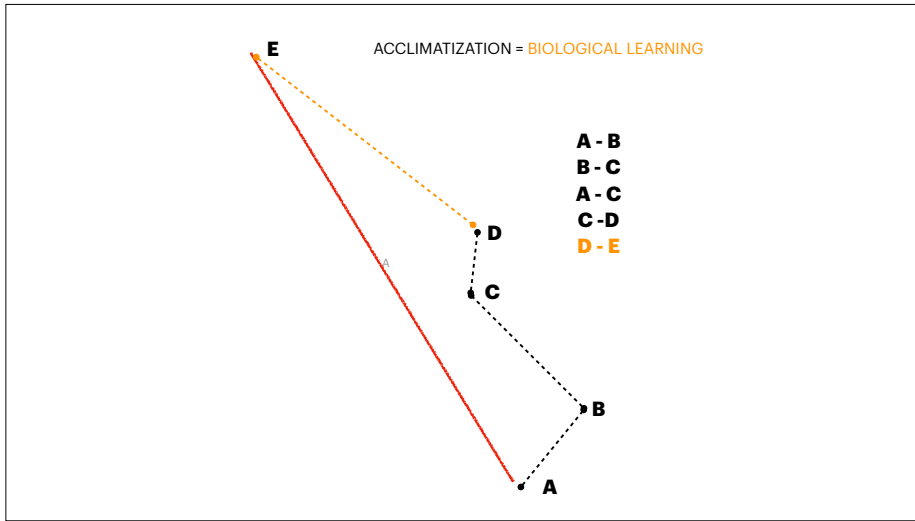 E
ACCLIMATIZATION = BIOLOGICAL LEARNING
A - B
B - C
A - C
C -D
D - E
D
A
C
B
A